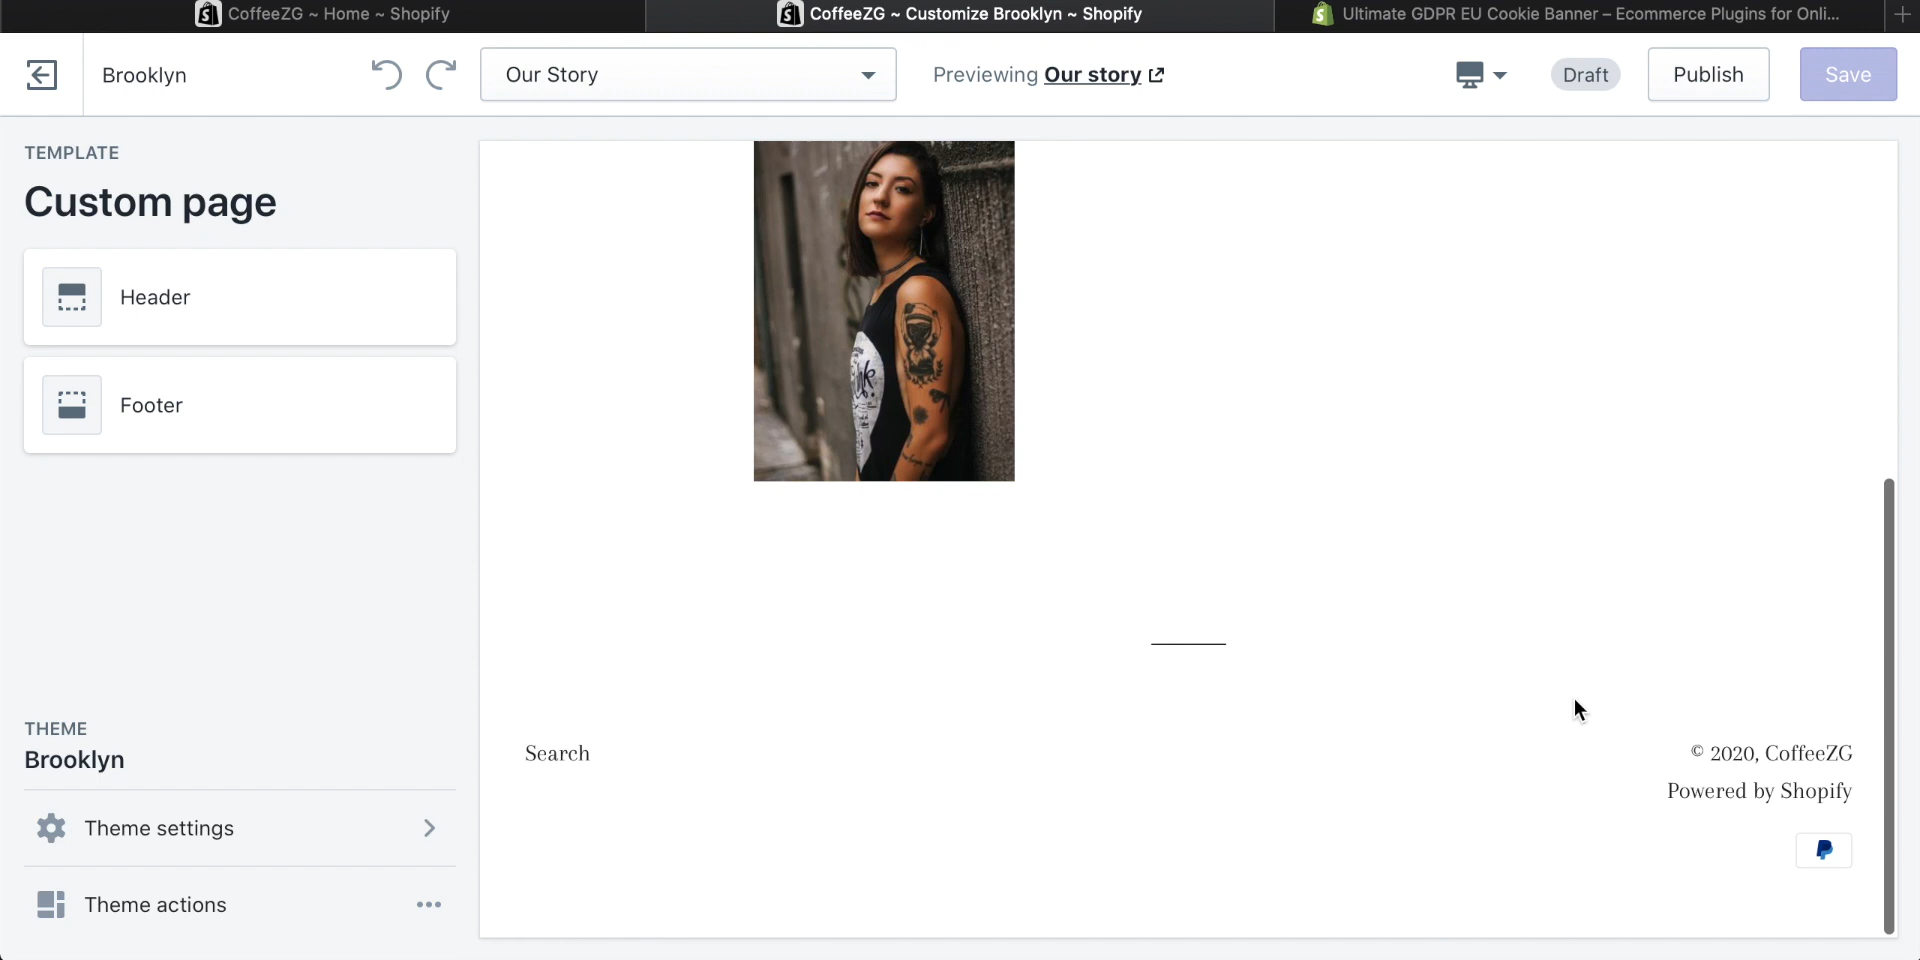 CoffeeZG ~ Home ~ Shopify
CoffeeZG ~ Customize Brooklyn ~ Shopify
Ultimate GDPR EU Cookie Banner – Ecommerce Plugins for Onli...
Brooklyn
Our Story
Previewing Our story
Draft
Publish
Save
TEMPLATE
Custom page
Header
Footer
THEME
Brooklyn
Theme settings
Theme actions
Search
© 2020, CoffeeZG
Powered by Shopify